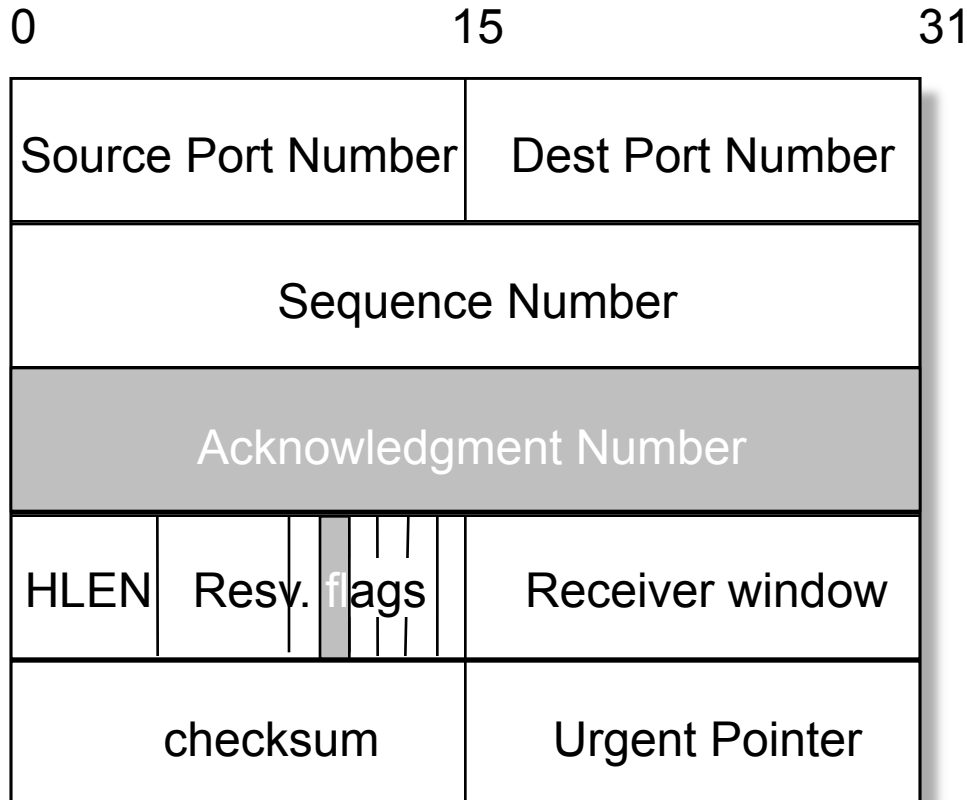 0 15 31
Source Port Number Dest Port Number
Sequence Number
Acknowledgment Number
HLEN Resv. flags Receiver window
checksum Urgent Pointer